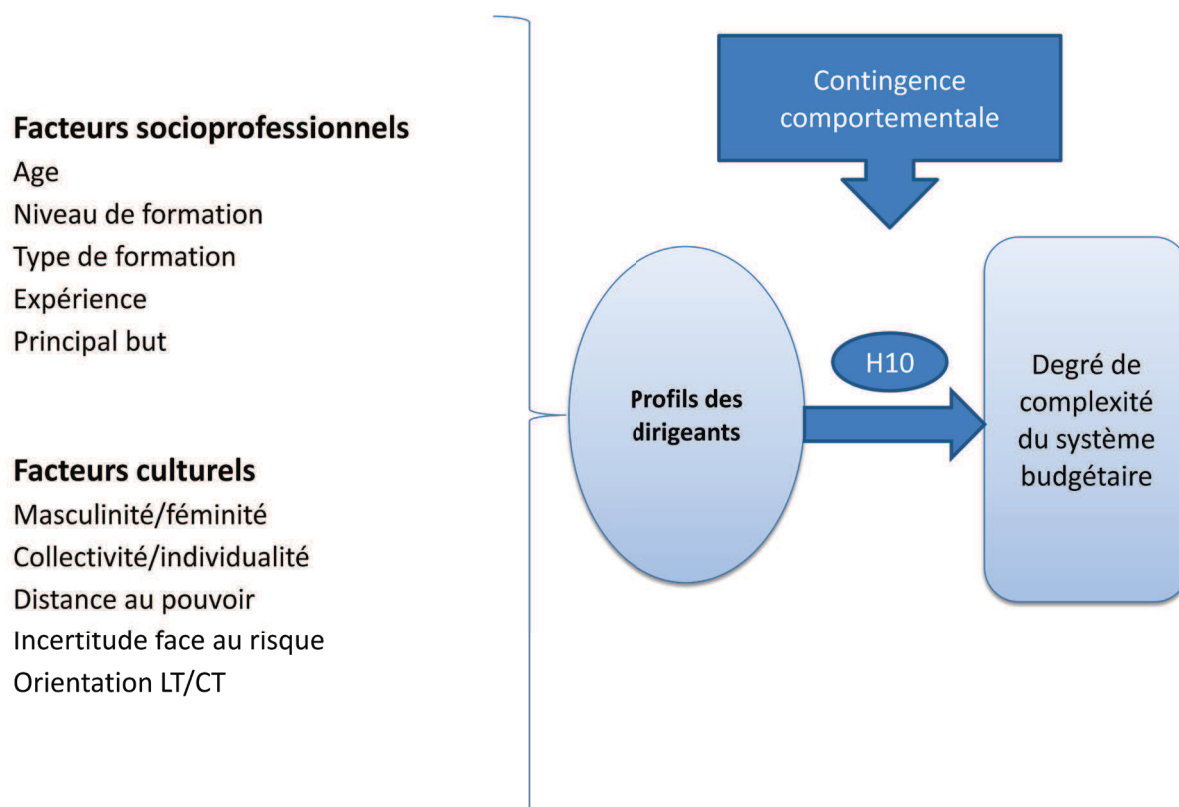 Facteurs socioprofessionnels
Age
Niveau de formation
Type de formation
Expérience
Principal but
Facteurs culturels
Masculinité/féminité
Collectivité/individualité
Distance au pouvoir
Incertitude face au risque
Orientation LT/CT
Contingence
comportementale
Profils des
dirigeants
H10
Degré de
complexité
du système
budgétaire